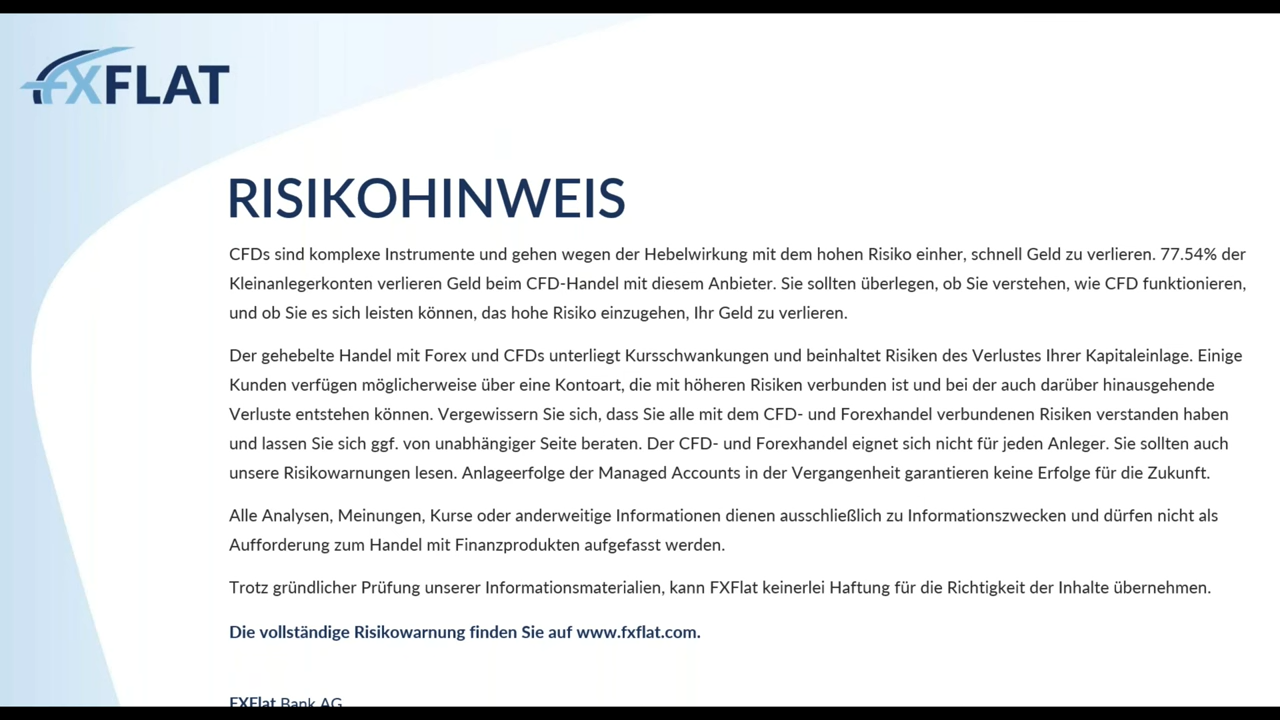 FXFLAT
RISIKOHINWEIS
CFDs sind komplexe Instrumente und gehen wegen der Hebelwirkung mit dem hohen Risiko einher, schnell Geld zu verlieren. 77.54% der
Kleinanlegerkonten verlieren Geld beim CFD-Handel mit diesem Anbieter. Sie sollten überlegen, ob Sie verstehen, wie CFD funktionieren,
und ob Sie es sich leisten können, das hohe Risiko einzugehen, Ihr Geld zu verlieren.
Der gehebelte Handel mit Forex und CFDs unterliegt Kursschwankungen und beinhaltet Risiken des Verlustes Ihrer Kapitaleinlage. Einige
Kunden verfügen möglicherweise über eine Kontoart, die mit höheren Risiken verbunden ist und bei der auch darüber hinausgehende
Verluste entstehen können. Vergewissern Sie sich, dass Sie alle mit dem CFD- und Forexhandel verbundenen Risiken verstanden haben
und lassen Sie sich ggf. von unabhängiger Seite beraten. Der CFD- und Forexhandel eignet sich nicht für jeden Anleger. Sie sollten auch
unsere Risikowarnungen lesen. Anlageerfolge der Managed Accounts in der Vergangenheit garantieren keine Erfolge für die Zukunft.
Alle Analysen, Meinungen, Kurse oder anderweitige Informationen dienen ausschließlich zu Informationszwecken und dürfen nicht als
Aufforderung zum Handel mit Finanzprodukten aufgefasst werden.
Trotz gründlicher Prüfung unserer Informationsmaterialien, kann FXFlat keinerlei Haftung für die Richtigkeit der Inhalte übernehmen.
Die vollständige Risikowarnung finden Sie auf www.fxflat.com.
FXFlat Bank AG